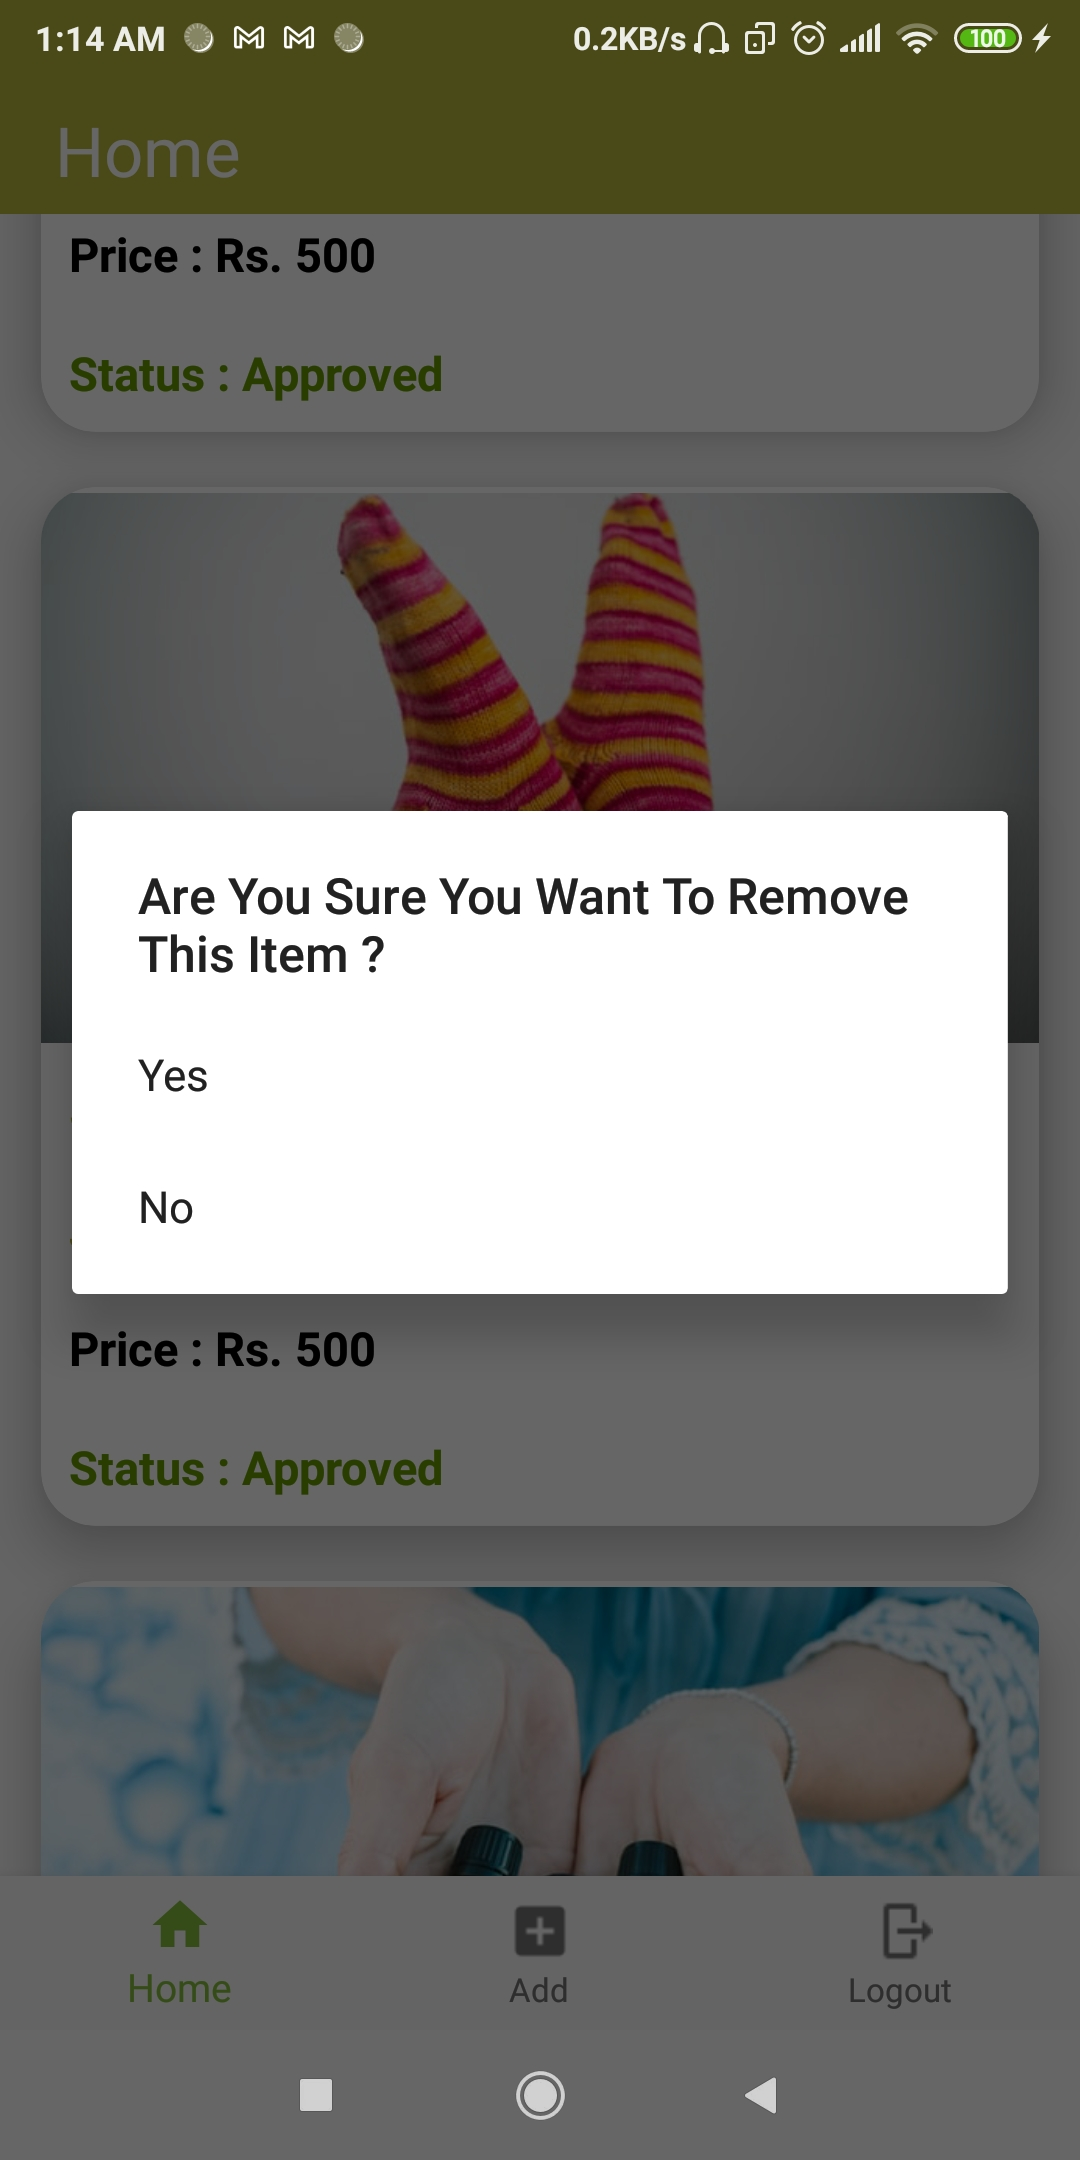 1:14 AM 0.2KB/s 100
Home
Price : Rs. 500
Status : Approved
Are You Sure You Want To Remove
This Item ?
Yes
No
Price : Rs. 500
Status : Approved
Home Add Logout